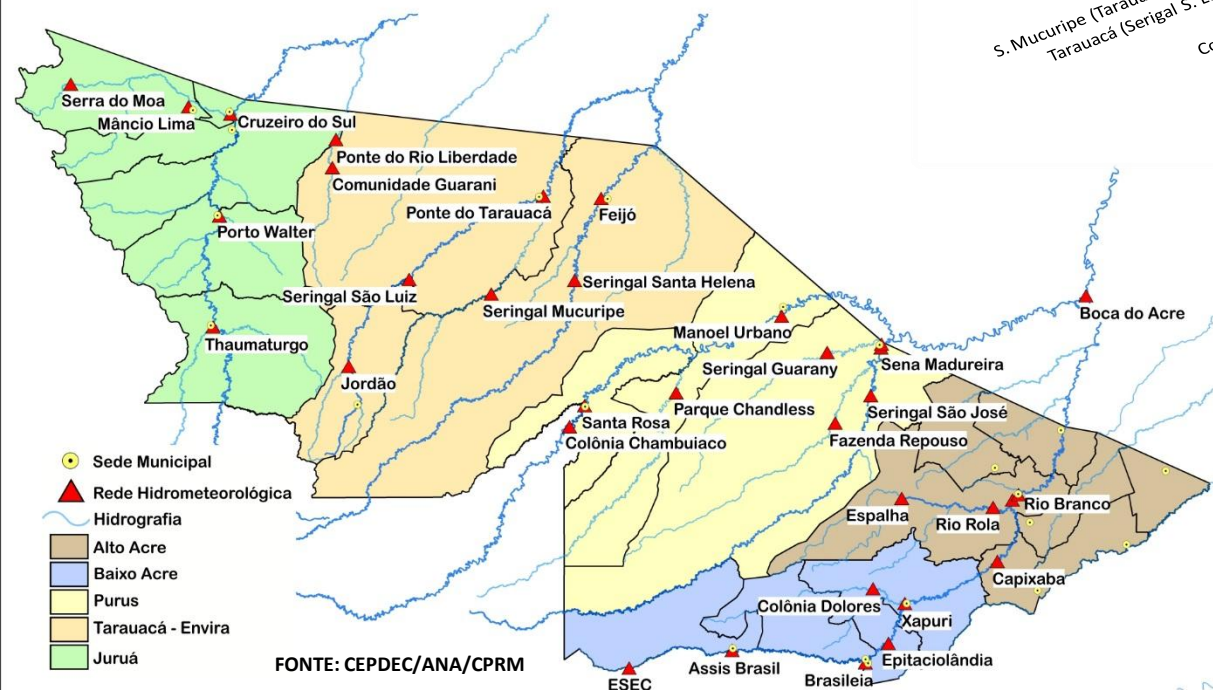 S. Mucuripe (Tarauac
Tarauacá (Serigal S. L
Co
Serra do Moa
Mâncio Lima
Cruzeiro do Sul
Ponte do Rio Liberdade
Comunidade Guarani
Ponte do Tarauacá
Feijó
Porto Walter
Seringal São Luiz
Seringal Mucuripe
Seringal Santa Helena
Thaumaturgo
Jordão
Manoel Urbano
Boca do Acre
Seringal Guarany
Sena Madureira
Parque Chandless
Seringal São José
Santa Rosa
Colônia Chambuiaco
Fazenda Repouso
Espalha
Rio Rola
Rio Branco
Capixaba
Colônia Dolores
Xapuri
Epitaciolândia
Assis Brasil
Brasileia
ESEC
Sede Municipal
Rede Hidrometeorológica
Hidrografia
Alto Acre
Baixo Acre
Purus
Tarauacá - Envira
Juruá
FONTE: CEPDEC/ANA/CPRM